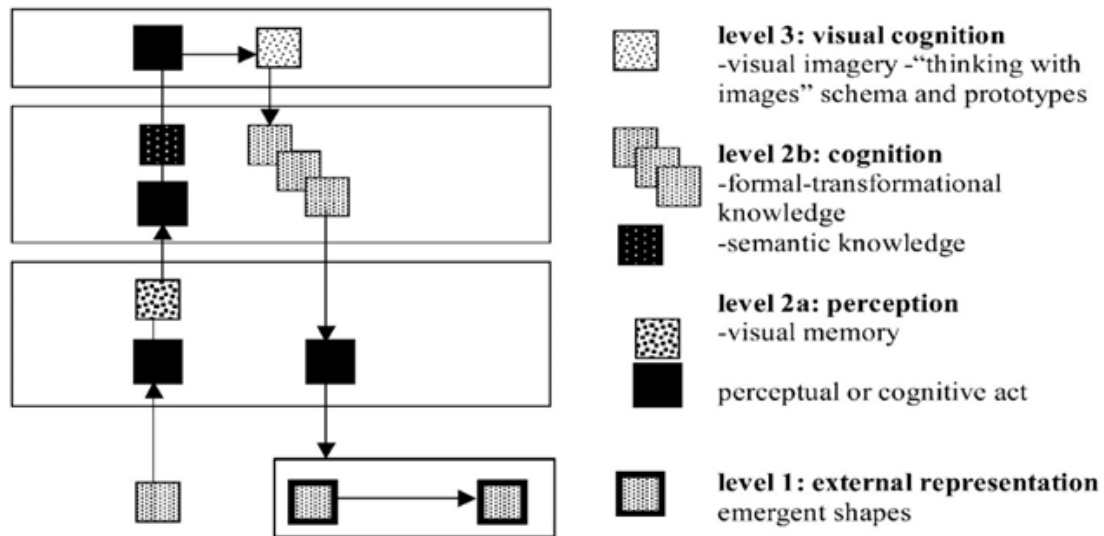 level 3: visual cognition
-visual imagery -“thinking with
images” schema and prototypes
level 2b: cognition
-formal-transformational
knowledge
-semantic knowledge
level 2a: perception
-visual memory
perceptual or cognitive act
level 1: external representation
emergent shapes